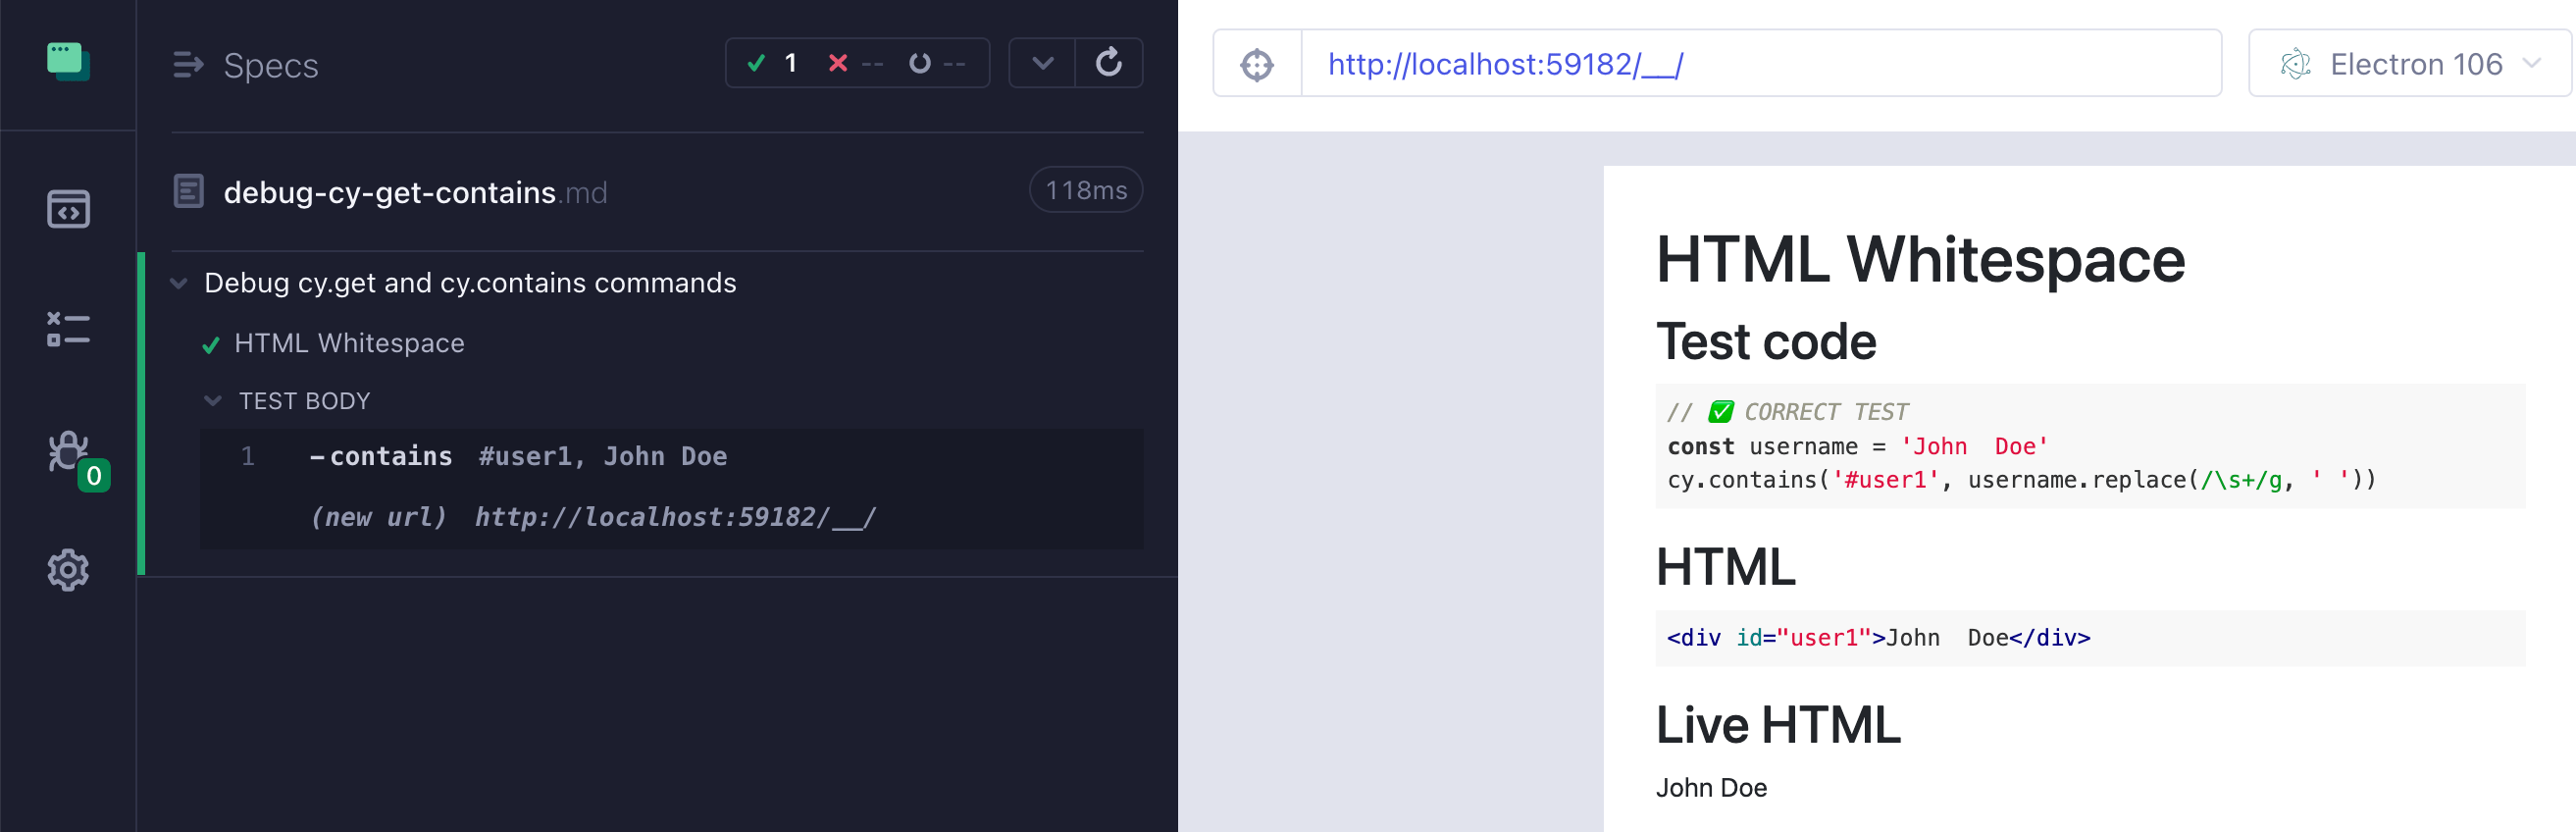 Specs
1 -- --
debug-cy-get-contains.md
118ms
Debug cy.get and cy.contains commands
HTML Whitespace
TEST BODY
1 -contains #user1, John Doe
(new url) http://localhost:59182/__/
0
http://localhost:59182/__/
Electron 106
HTML Whitespace
Test code
// ✅ CORRECT TEST
const username = 'John  Doe'
cy.contains('#user1', username.replace(/\s+/g, ' '))
HTML
<div id="user1">John  Doe</div>
Live HTML
John Doe